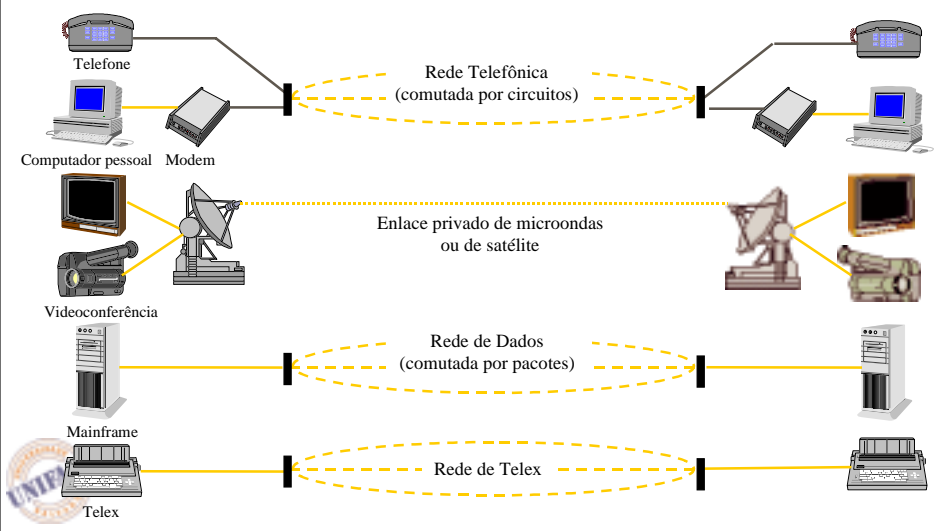 Telefone
Rede Telefônica
(comutada por circuitos)
Computador pessoal
Modem
Enlace privado de microondas
ou de satélite
Videoconferência
Rede de Dados
(comutada por pacotes)
Mainframe
Rede de Telex
Telex